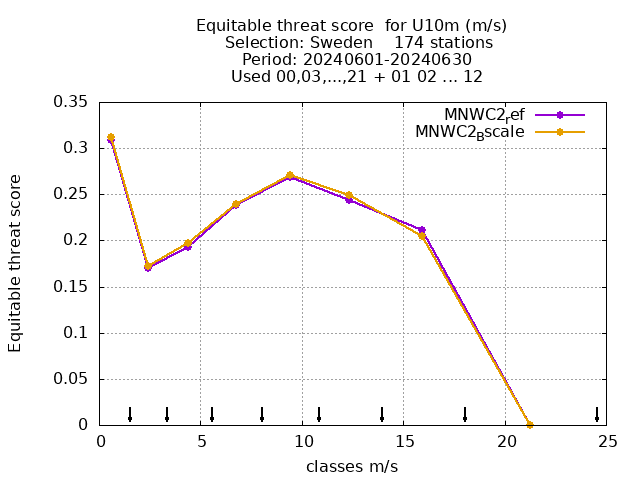 Equitable threat score for U10m (m/s)
Selection: Sweden 174 stations
Period: 20240601-20240630
Used 00,03,...,21 + 01 02 ... 12
MNWC2ref
MNWC2Bscale
Equitable threat score
0.35
0.3
0.25
0.2
0.15
0.1
0.05
0
0 5 10 15 20 25
classes m/s